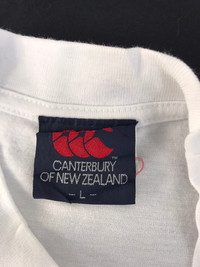 CANTERBURY
OF NEW ZEALAND
- L -